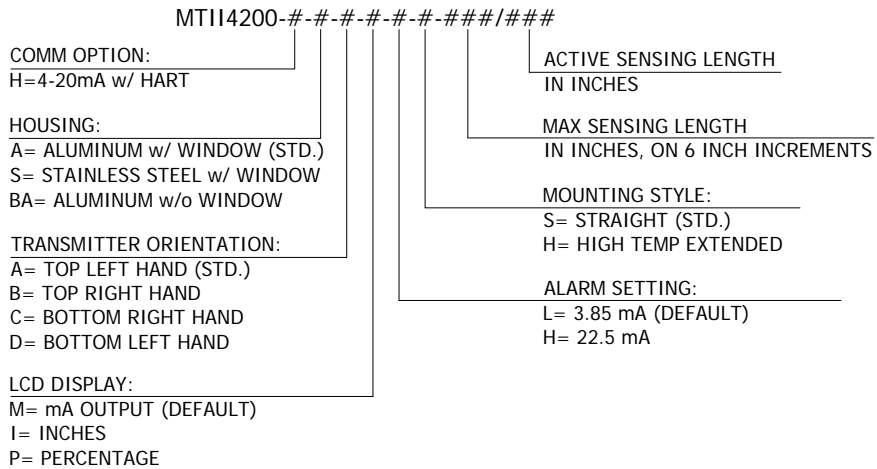 MTII4200-#-#-#-#-#-#-###/###
COMM OPTION:
H=4-20mA w/ HART
HOUSING:
A= ALUMINUM w/ WINDOW (STD.)
S= STAINLESS STEEL w/ WINDOW
BA= ALUMINUM w/o WINDOW
TRANSMITTER ORIENTATION:
A= TOP LEFT HAND (STD.)
B= TOP RIGHT HAND
C= BOTTOM RIGHT HAND
D= BOTTOM LEFT HAND
LCD DISPLAY:
M= mA OUTPUT (DEFAULT)
I= INCHES
P= PERCENTAGE
ACTIVE SENSING LENGTH
IN INCHES
MAX SENSING LENGTH
IN INCHES, ON 6 INCH INCREMENTS
MOUNTING STYLE:
S= STRAIGHT (STD.)
H= HIGH TEMP EXTENDED
ALARM SETTING:
L= 3.85 mA (DEFAULT)
H= 22.5 mA